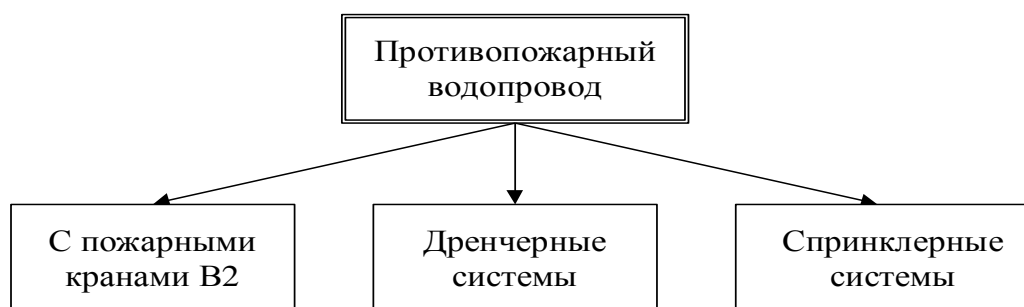 Противопожарный
водопровод
С пожарными
кранами В2
Дренчерные
системы
Спринклерные
системы